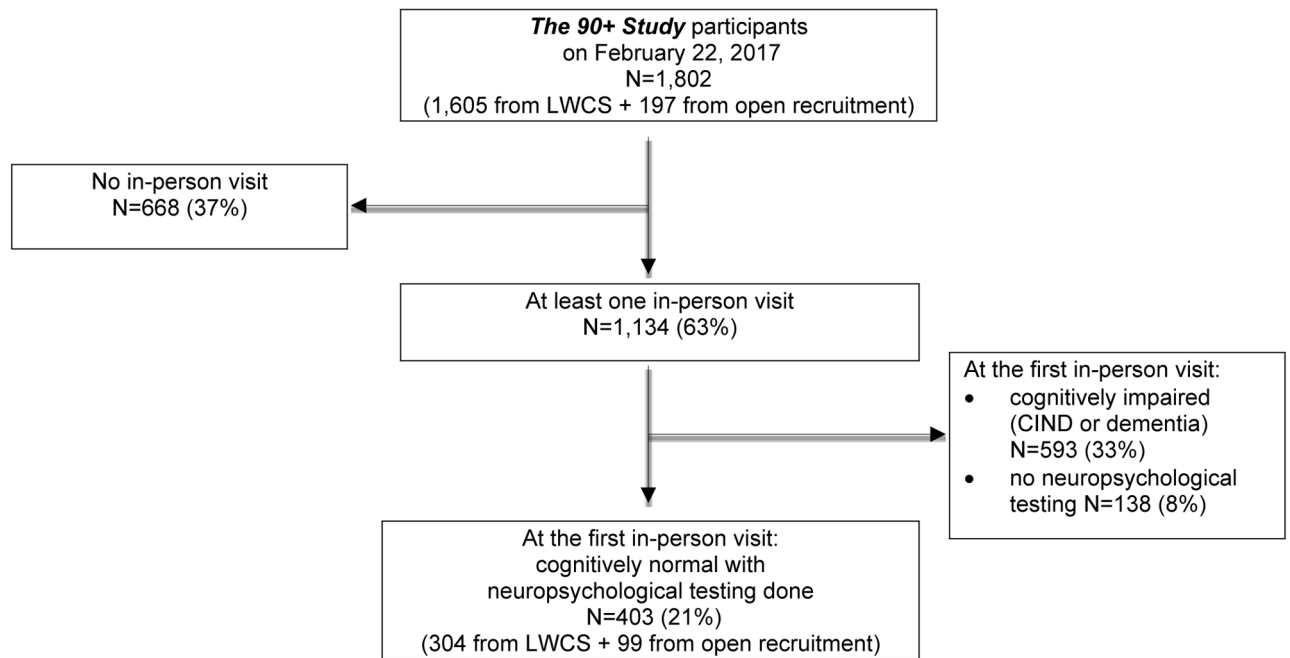 The 90+ Study participants
on February 22, 2017
N=1,802
(1,605 from LWCS + 197 from open recruitment)
No in-person visit
N=668 (37%)
At least one in-person visit
N=1,134 (63%)
At the first in-person visit:
• cognitively impaired
(CIND or dementia)
N=593 (33%)
• no neuropsychological
testing N=138 (8%)
At the first in-person visit:
cognitively normal with
neuropsychological testing done
N=403 (21%)
(304 from LWCS + 99 from open recruitment)